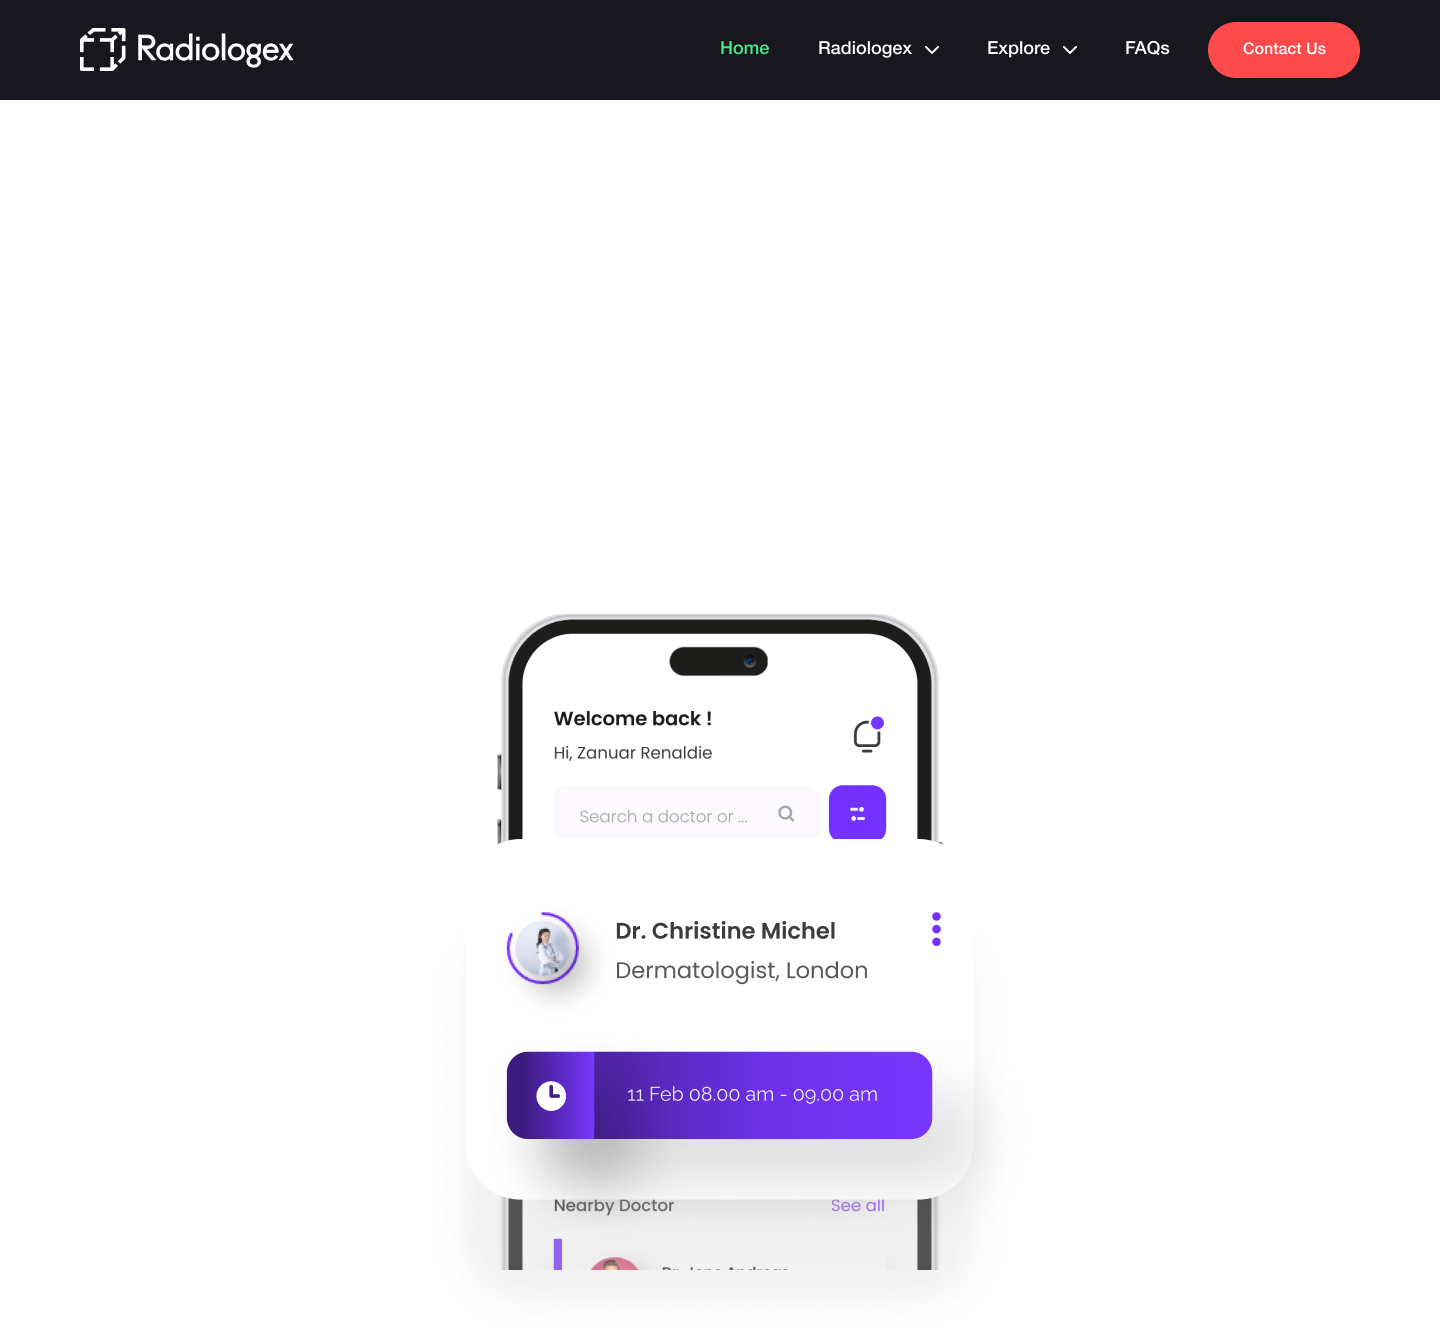 Radiologex
Home
Radiologex
Explore
FAQs
Contact Us
Welcome back !
Hi, Zanuar Renaldie
Search a doctor or ...
Dr. Christine Michel
Dermatologist, London
11 Feb 08.00 am - 09.00 am
Nearby Doctor
See all